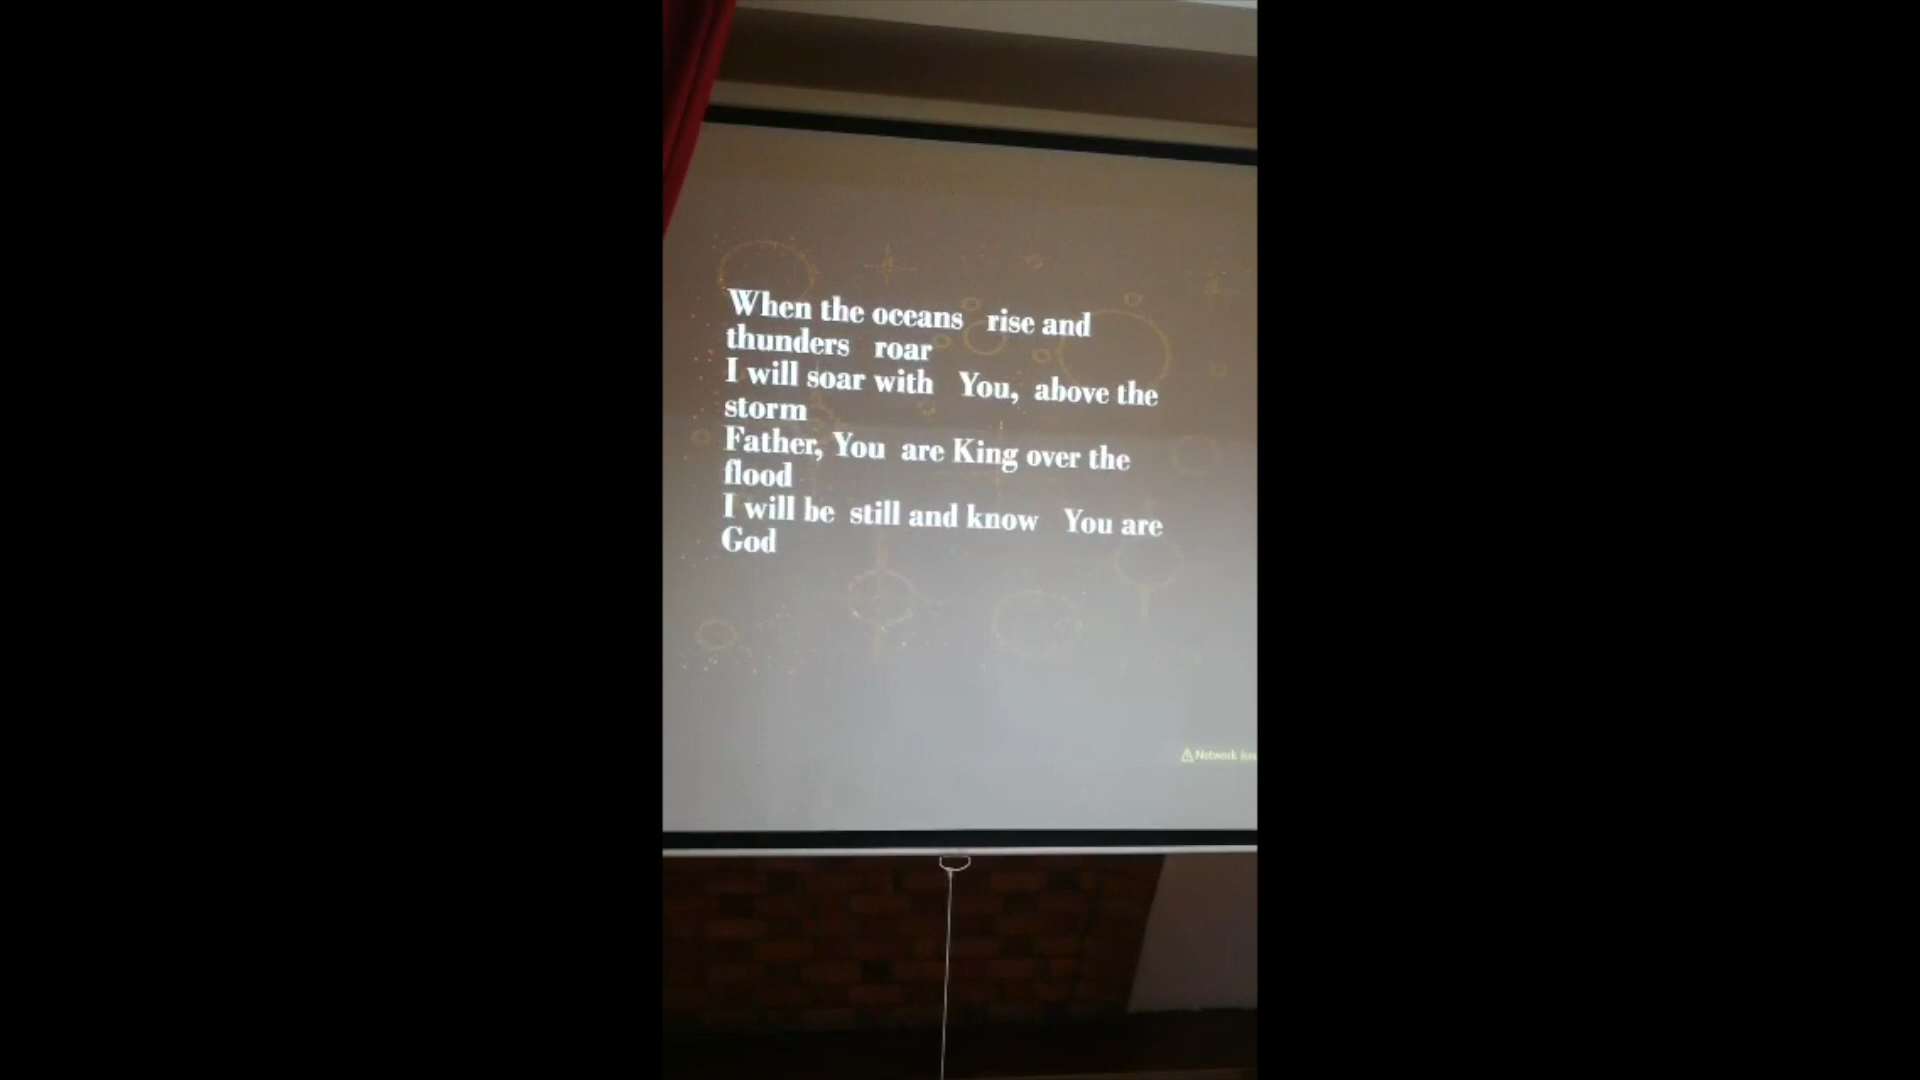 When the oceans rise and
thunders roar
I will soar with You, above the
storm
Father, You are King over the
flood
I will be still and know You are
God
Network